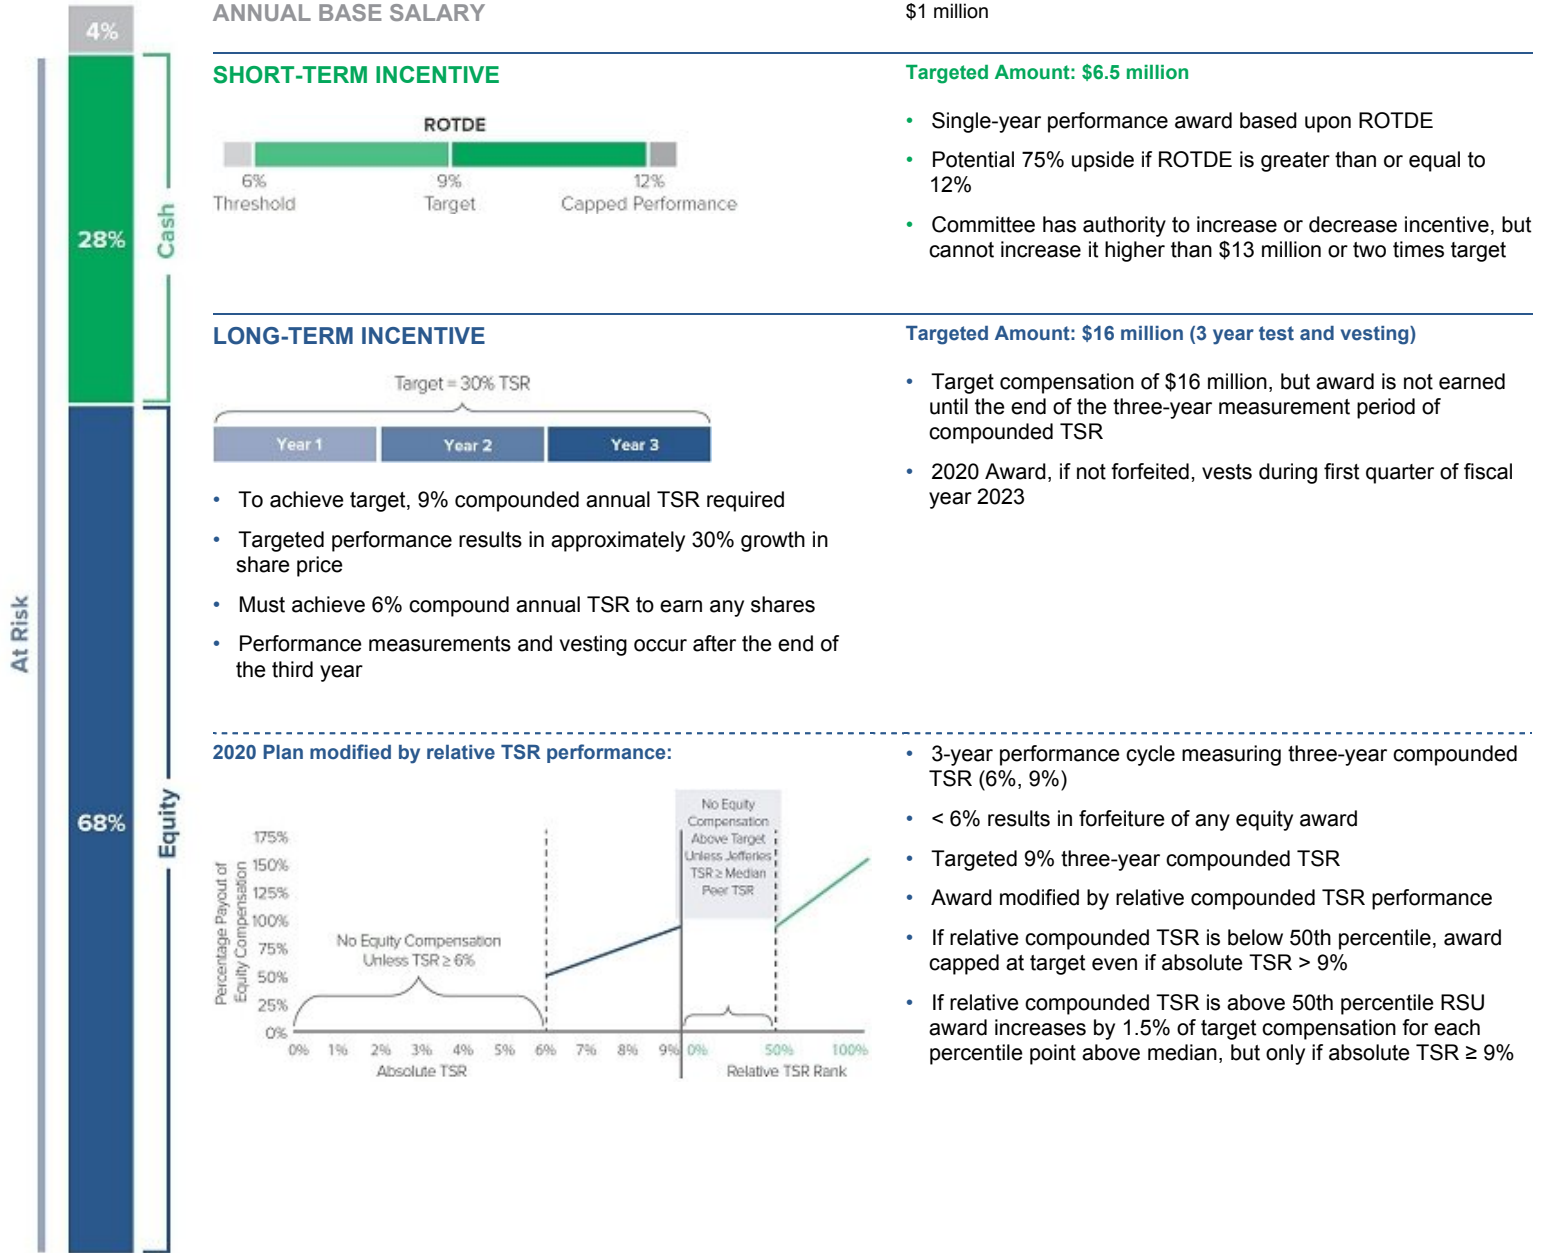 4%
ANNUAL BASE SALARY
$1 million
SHORT-TERM INCENTIVE
Targeted Amount: $6.5 million
ROTDE
6%
9%
12%
Threshold
Target
Capped Performance
• Single-year performance award based upon ROTDE
• Potential 75% upside if ROTDE is greater than or equal to
12%
• Committee has authority to increase or decrease incentive, but
cannot increase it higher than $13 million or two times target
28%
Cash
LONG-TERM INCENTIVE
Targeted Amount: $16 million (3 year test and vesting)
Target = 30% TSR
Year 1
Year 2
Year 3
• To achieve target, 9% compounded annual TSR required
• Targeted performance results in approximately 30% growth in
share price
• Must achieve 6% compound annual TSR to earn any shares
• Performance measurements and vesting occur after the end of
the third year
• Target compensation of $16 million, but award is not earned
until the end of the three-year measurement period of
compounded TSR
• 2020 Award, if not forfeited, vests during first quarter of fiscal
year 2023
At Risk
68%
Equity
2020 Plan modified by relative TSR performance:
Percentage Payout of
Equity Compensation
175%
150%
125%
100%
75%
50%
25%
0%
No Equity Compensation
Unless TSR ≥ 6%
No Equity
Compensation
Above Target
Unless Jefferies
TSR ≥ Median
Peer TSR
0%
1%
2%
3%
4%
5%
6%
7%
8%
9%
0%
50%
100%
Absolute TSR
Relative TSR Rank
• 3-year performance cycle measuring three-year compounded
TSR (6%, 9%)
• < 6% results in forfeiture of any equity award
• Targeted 9% three-year compounded TSR
• Award modified by relative compounded TSR performance
• If relative compounded TSR is below 50th percentile, award
capped at target even if absolute TSR > 9%
• If relative compounded TSR is above 50th percentile RSU
award increases by 1.5% of target compensation for each
percentile point above median, but only if absolute TSR ≥ 9%